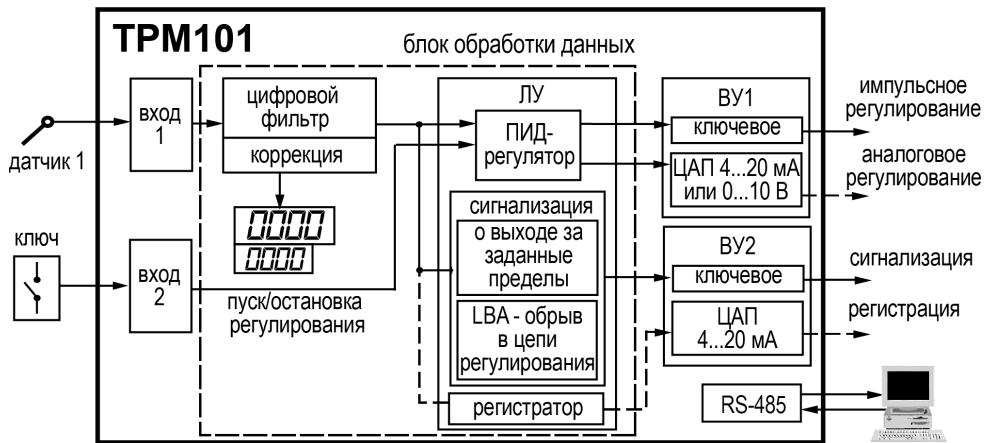 ТРМ101
блок обработки данных
датчик 1
вход
1
цифровой
фильтр
коррекция
0000
0000
ключ
вход
2
пуск/остановка
регулирования
ЛУ
ПИД-
регулятор
сигнализация
о выходе за
заданные
пределы
LBA - обрыв
в цепи
регулирования
регистратор
ВУ1
ключевое
ЦАП 4...20 мА
или 0...10 В
импульсное
регулирование
аналоговое
регулирование
ВУ2
ключевое
ЦАП
4...20 мА
сигнализация
регистрация
RS-485